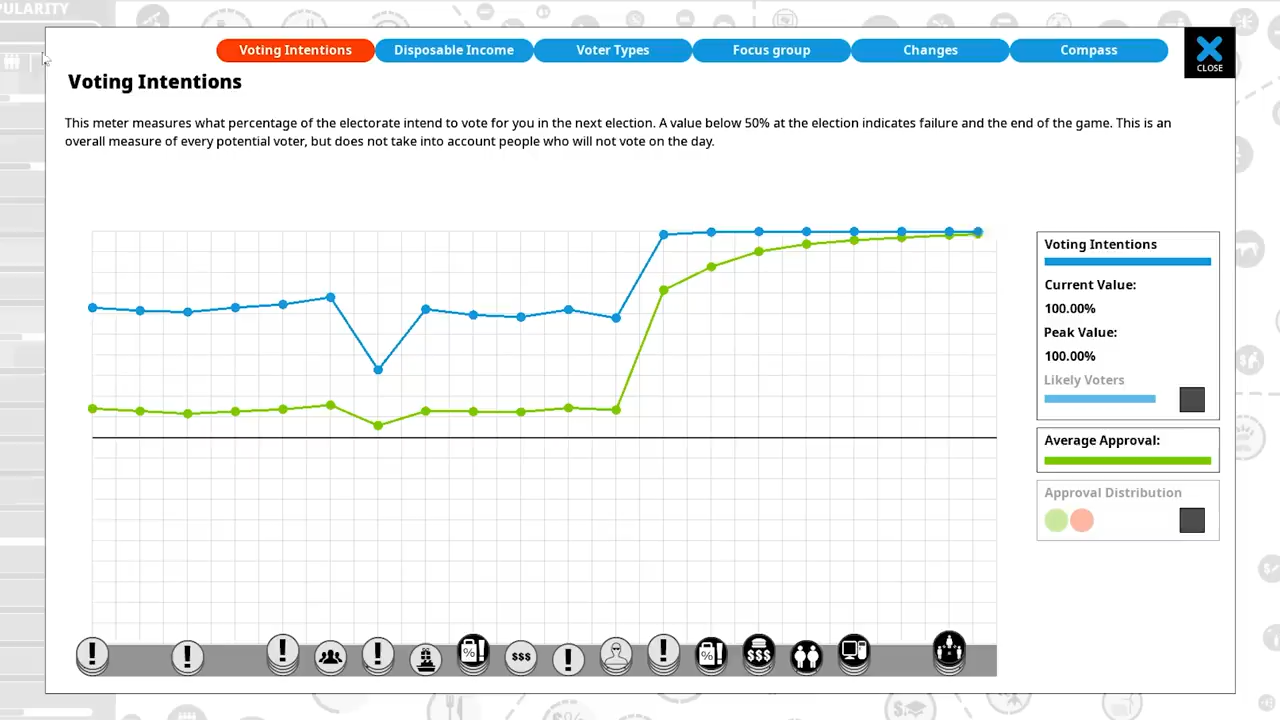 PULARITY
Voting Intentions
Disposable Income
Voter Types
Focus group
Changes
Compass
CLOSE
Voting Intentions
This meter measures what percentage of the electorate intend to vote for you in the next election. A value below 50% at the election indicates failure and the end of the game. This is an
overall measure of every potential voter, but does not take into account people who will not vote on the day.
Voting Intentions
Current Value:
100.00%
Peak Value:
100.00%
Likely Voters
Average Approval:
Approval Distribution
! ! ! ! %! $$$ ! ! %! $$$